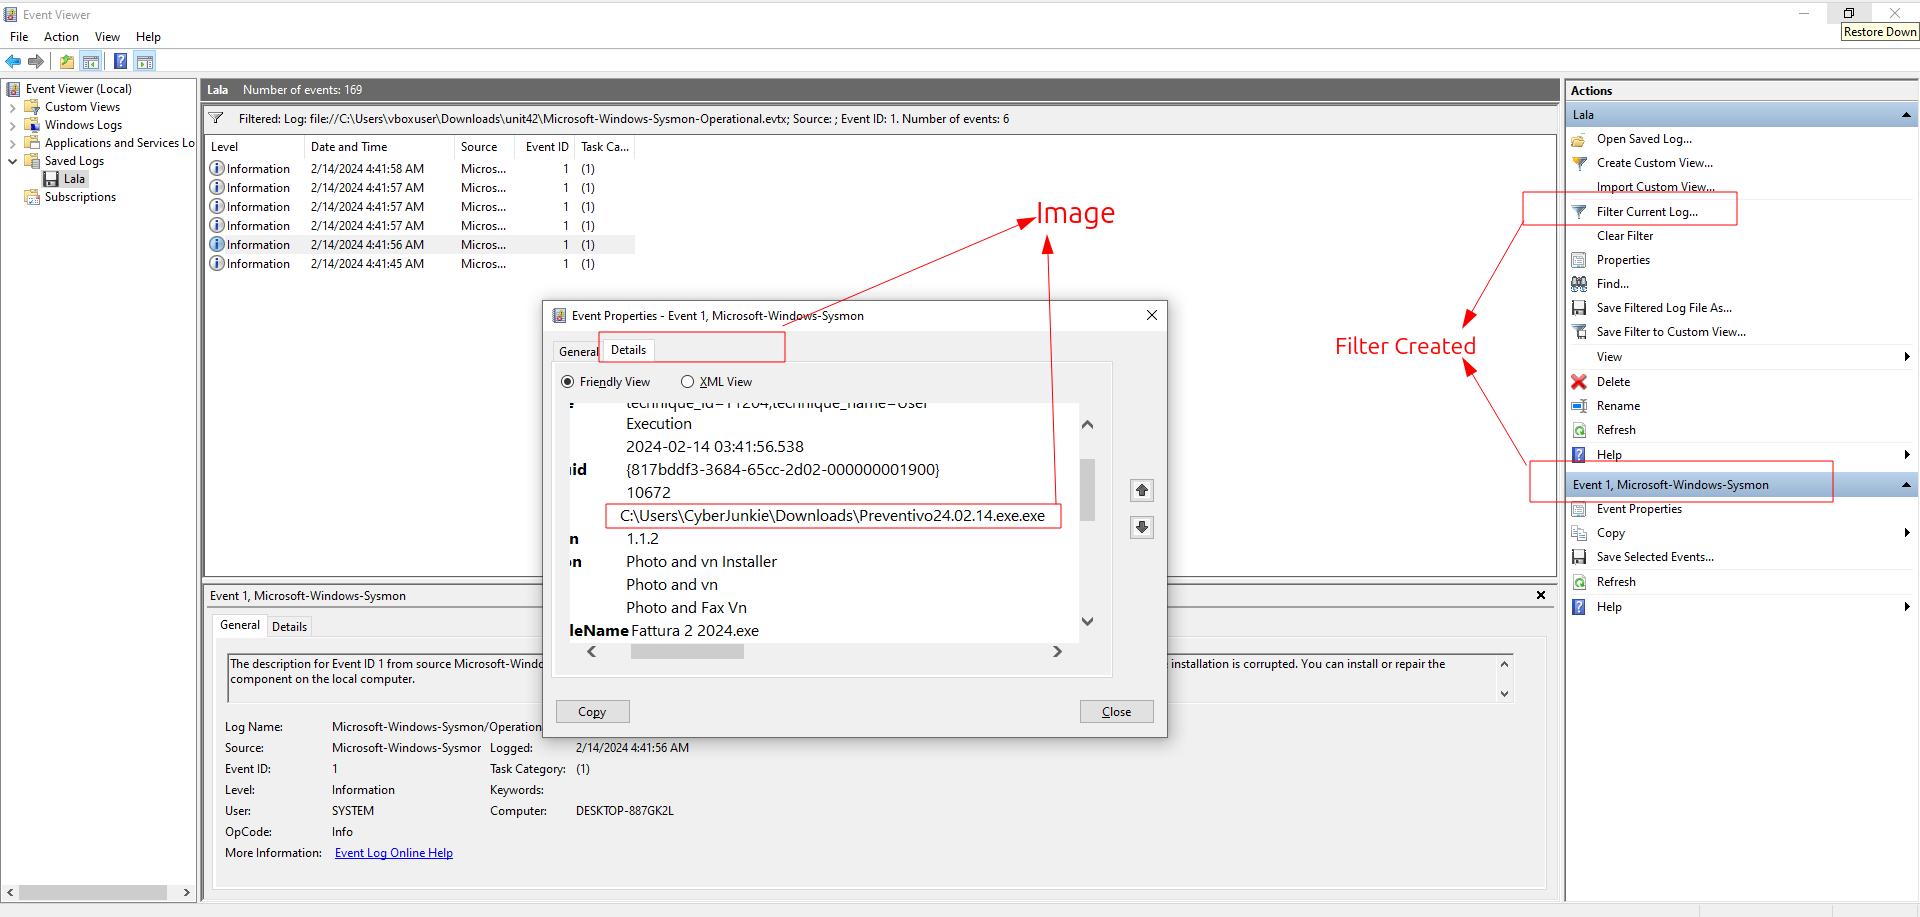 Event Viewer
Restore Down
File Action View Help
Event Viewer (Local)
Custom Views
Windows Logs
Applications and Services Lo
Saved Logs
Lala
Subscriptions
Lala Number of events: 169
Filtered: Log: file://C:\Users\vboxuser\Downloads\unit42\Microsoft-Windows-Sysmon-Operational.evtx; Source: ; Event ID: 1. Number of events: 6
Level Date and Time Source Event ID Task Ca...
Information 2/14/2024 4:41:58 AM Micros... 1 (1)
Information 2/14/2024 4:41:57 AM Micros... 1 (1)
Information 2/14/2024 4:41:57 AM Micros... 1 (1)
Information 2/14/2024 4:41:57 AM Micros... 1 (1)
Information 2/14/2024 4:41:56 AM Micros... 1 (1)
Information 2/14/2024 4:41:45 AM Micros... 1 (1)
Image
Filter Created
Event Properties - Event 1, Microsoft-Windows-Sysmon
General Details
Friendly View XML View
technique_id=T1204,technique_name=User
Execution
2024-02-14 03:41:56.538
id {817bddf3-3684-65cc-2d02-000000001900}
10672
C:\Users\CyberJunkie\Downloads\Preventivo24.02.14.exe.exe
n 1.1.2
n Photo and vn Installer
Photo and vn
Photo and Fax Vn
leName Fattura 2 2024.exe
Copy Close
Event 1, Microsoft-Windows-Sysmon
General Details
The description for Event ID 1 from source Microsoft-Windo installation is corrupted. You can install or repair the
component on the local computer.
Log Name: Microsoft-Windows-Sysmon/Operation
Source: Microsoft-Windows-Sysmor Logged: 2/14/2024 4:41:56 AM
Event ID: 1 Task Category: (1)
Level: Information Keywords:
User: SYSTEM Computer: DESKTOP-887GK2L
OpCode: Info
More Information: Event Log Online Help
Actions
Lala
Open Saved Log...
Create Custom View...
Import Custom View...
Filter Current Log...
Clear Filter
Properties
Find...
Save Filtered Log File As...
Save Filter to Custom View...
View
Delete
Rename
Refresh
Help
Event 1, Microsoft-Windows-Sysmon
Event Properties
Copy
Save Selected Events...
Refresh
Help